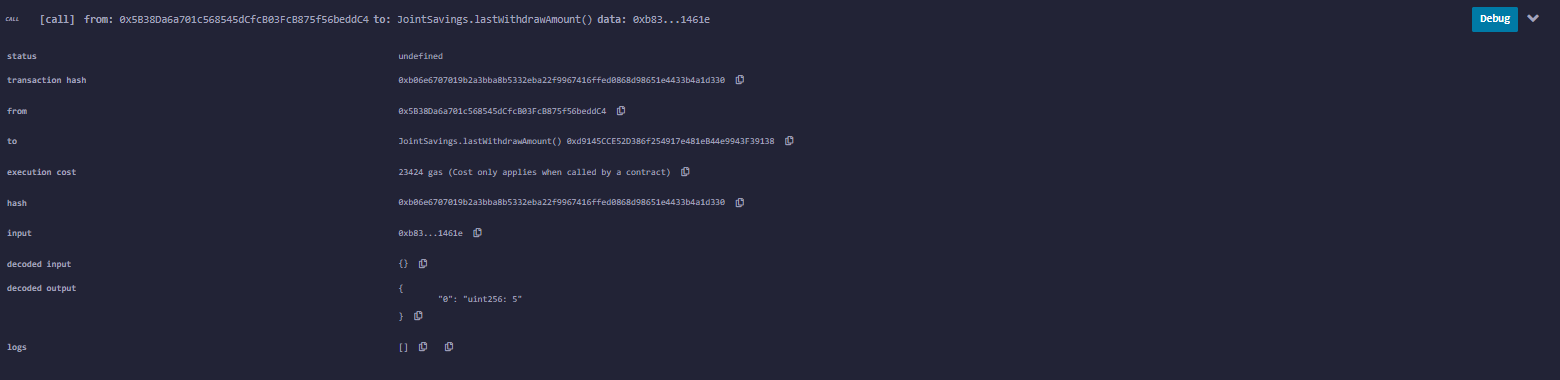 CALL [call] from: 0x5B38Da6a701c568545dCfcB03FcB875f56beddC4 to: JointSavings.lastWithdrawAmount() data: 0xb83...1461e Debug
status undefined
transaction hash 0xb06e6707019b2a3bba8b5332eba22f9967416ffed0868d98651e4433b4a1d330
from 0x5B38Da6a701c568545dCfcB03FcB875f56beddC4
to JointSavings.lastWithdrawAmount() 0xd9145CCE52D386f254917e481eB44e9943F39138
execution cost 23424 gas (Cost only applies when called by a contract)
hash 0xb06e6707019b2a3bba8b5332eba22f9967416ffed0868d98651e4433b4a1d330
input 0xb83...1461e
decoded input {}
decoded output {
"0": "uint256: 5"
}
logs []